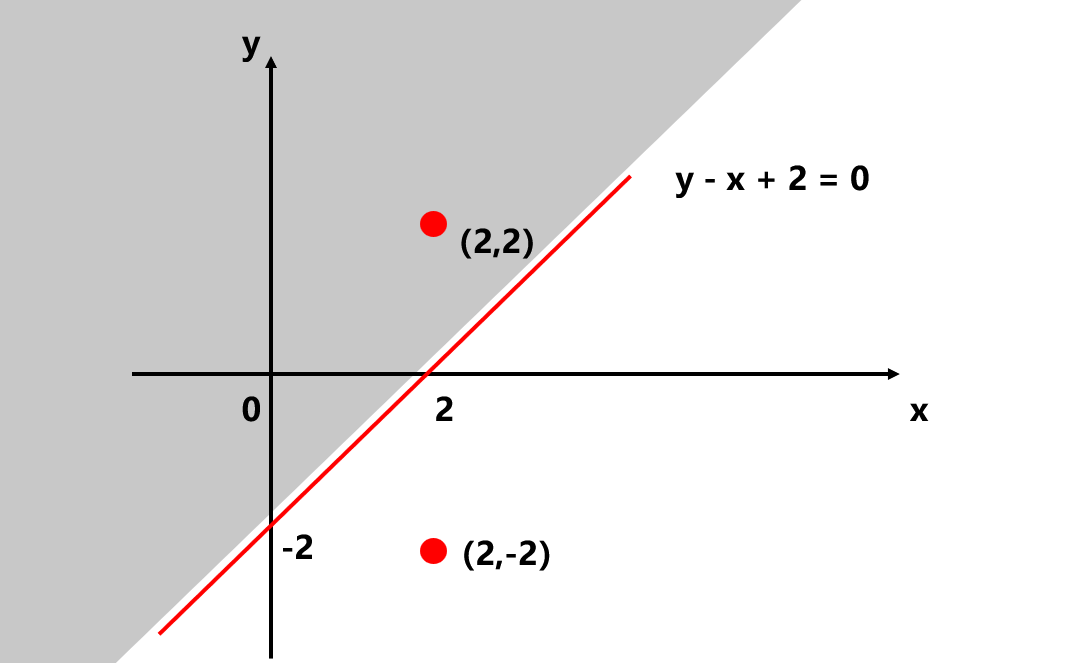 y
y - x + 2 = 0
(2,2)
0
2
x
-2
(2,-2)